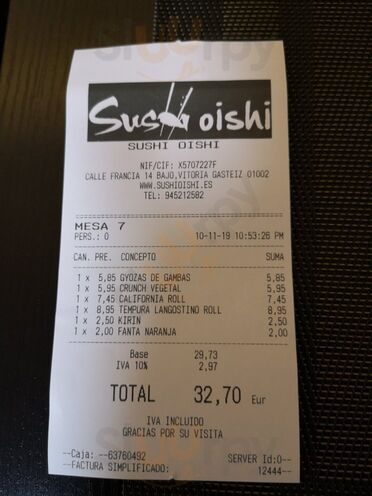 Sushi oishi
SUSHI OISHI
NIF/CIF: X5707227F
CALLE FRANCIA 14 BAJO,VITORIA GASTEIZ 01002
WWW.SUSHIOISHI.ES
TEL: 945212582
MESA 7
PERS.: 0 10-11-19 10:53:26 PM
CAN. PRE. CONCEPTO SUMA
1 x 5,85 GYOZAS DE GAMBAS 5,85
1 x 5,95 CRUNCH VEGETAL 5,95
1 x 7,45 CALIFORNIA ROLL 7,45
1 x 8,95 TEMPURA LANGOSTINO ROLL 8,95
1 x 2,50 KIRIN 2,50
1 x 2,00 FANTA NARANJA 2,00
Base 29,73
IVA 10% 2,97
TOTAL 32,70 Eur
IVA INCLUIDO
GRACIAS POR SU VISITA
--Caja: --63760492 SERVER Id:0--
--FACTURA SIMPLIFICADO: 12444--